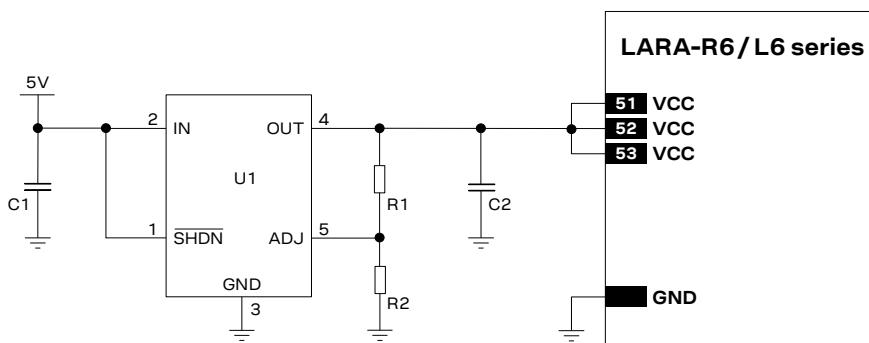 LARA-R6 / L6 series
5V
51 VCC
2 IN OUT 4
52 VCC
53 VCC
U1
C1
R1
C2
1 SHDN ADJ 5
GND
R2
GND
3